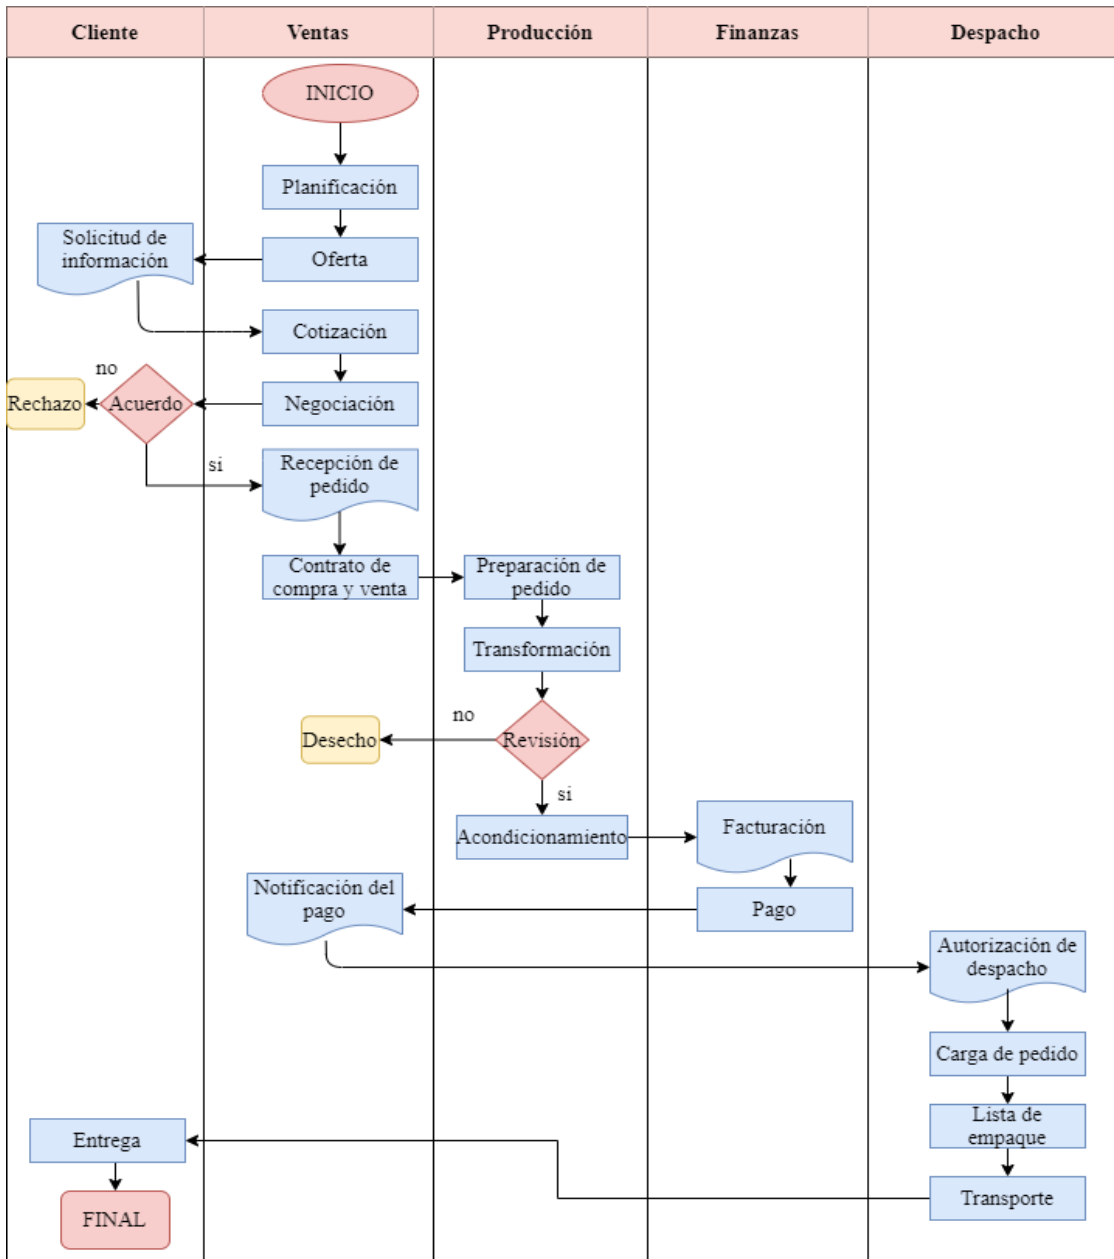 Cliente
Ventas
Producción
Finanzas
Despacho
INICIO
Planificación
Solicitud de
información
Oferta
Cotización
no
Rechazo
Acuerdo
Negociación
si
Recepción de
pedido
Contrato de
compra y venta
Preparación de
pedido
Transformación
no
Desecho
Revisión
si
Acondicionamiento
Facturación
Notificación del
pago
Pago
Autorización de
despacho
Carga de pedido
Lista de
empaque
Entrega
Transporte
FINAL